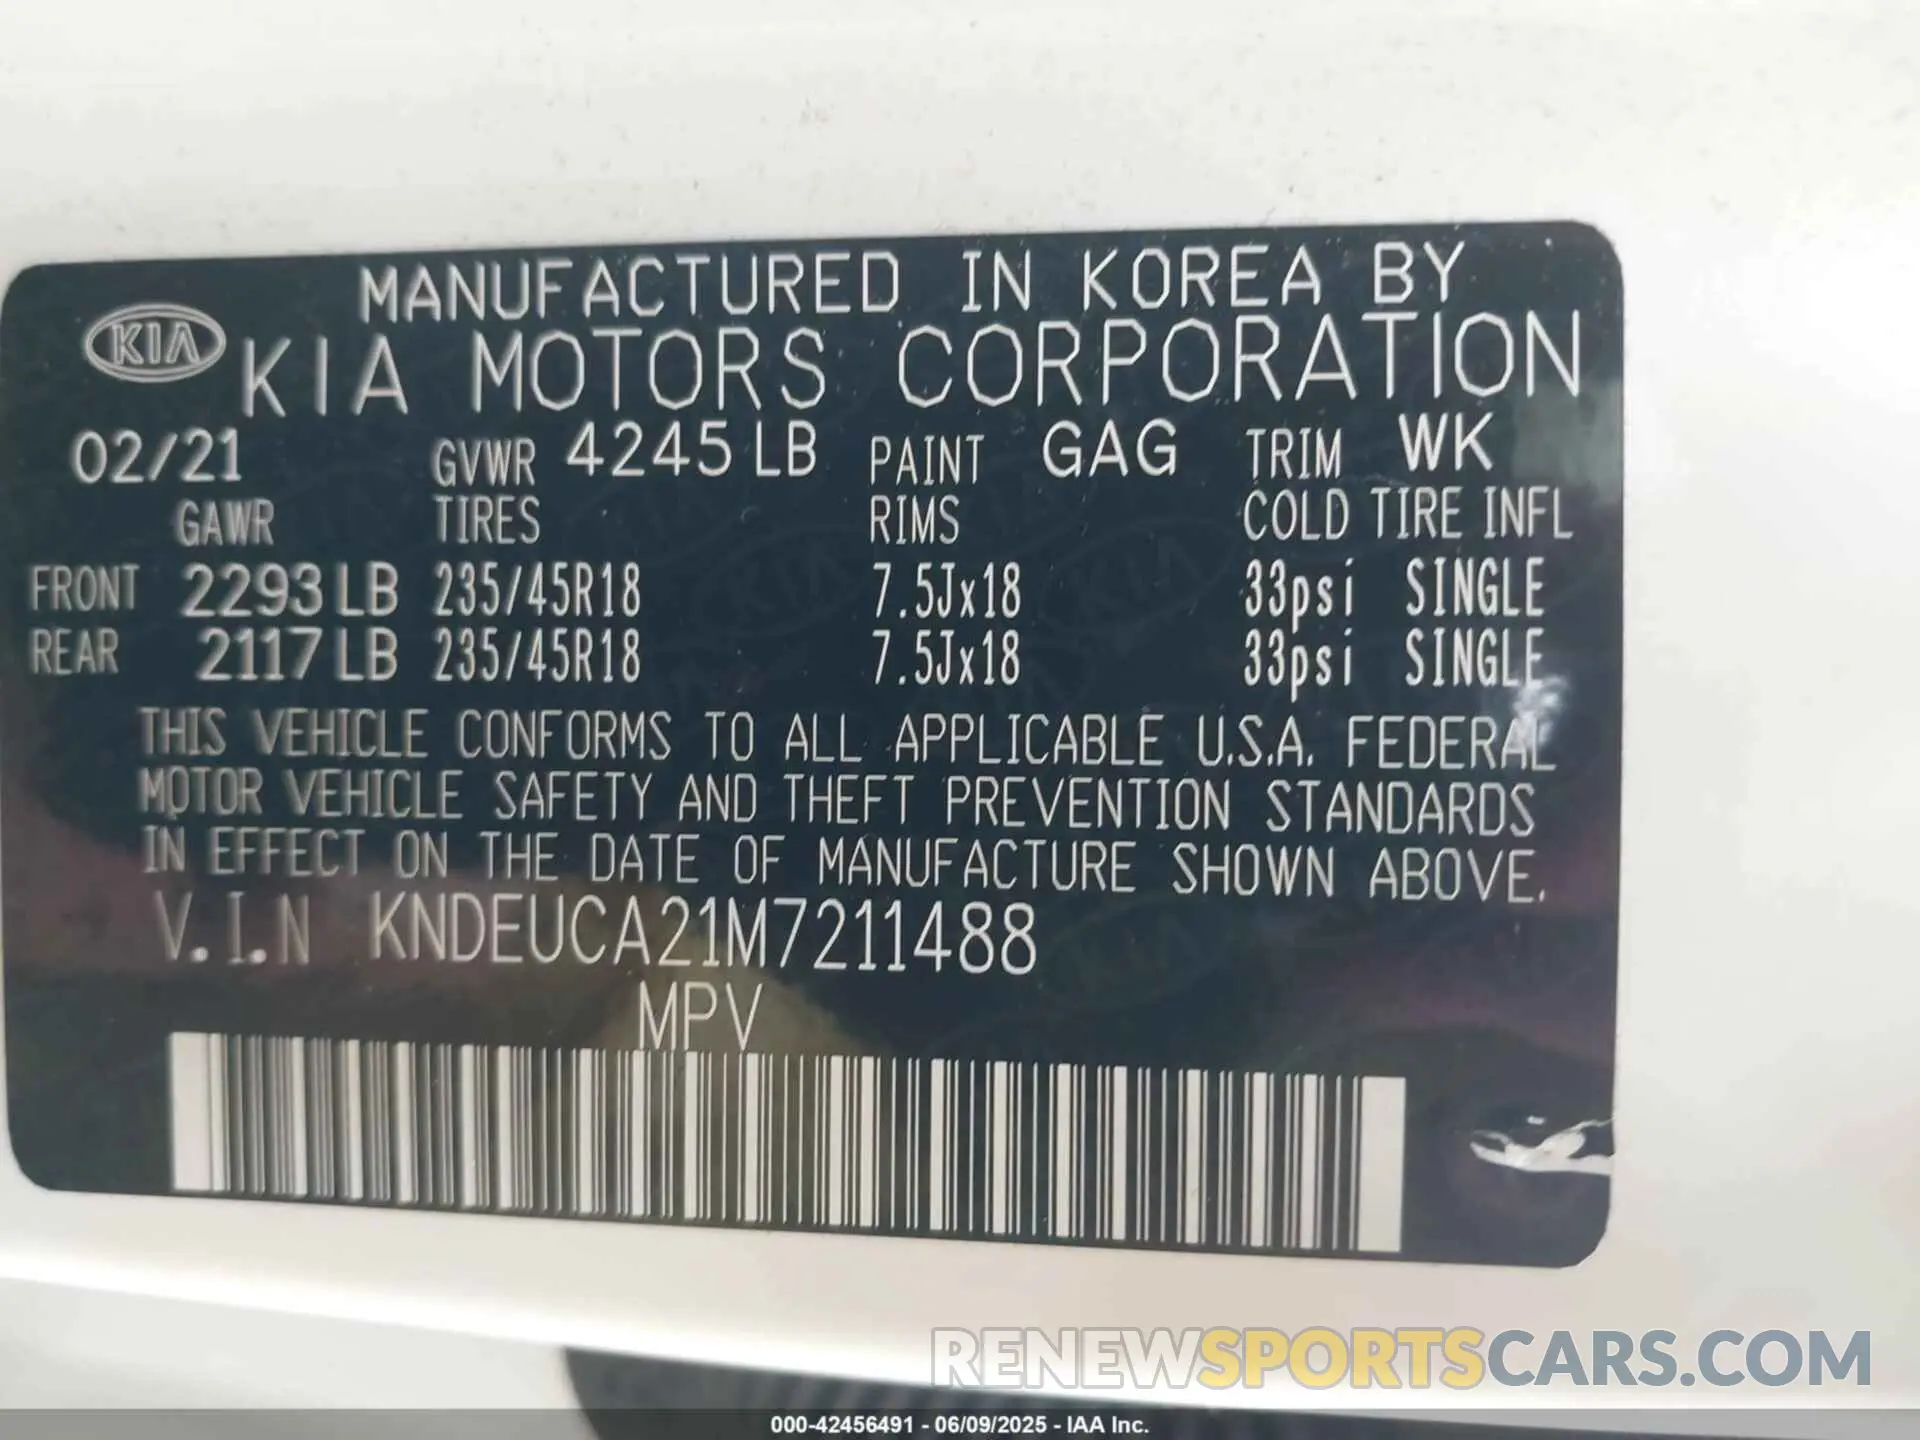 MANUFACTURED IN KOREA BY
KIA KIA MOTORS CORPORATION
02/21 GVWR 4245 LB PAINT GAG TRIM WK
GAWR TIRES RIMS COLD TIRE INFL
FRONT 2293 LB 235/45R18 7.5Jx18 33psi SINGLE
REAR 2117 LB 235/45R18 7.5Jx18 33psi SINGLE
THIS VEHICLE CONFORMS TO ALL APPLICABLE U.S.A. FEDERAL
MOTOR VEHICLE SAFETY AND THEFT PREVENTION STANDARDS
IN EFFECT ON THE DATE OF MANUFACTURE SHOWN ABOVE.
V.I.N KNDEUCA21M7211488
MPV
RENEWSPORTSCARS.COM
000-42456491 - 06/09/2025 - IAA Inc.